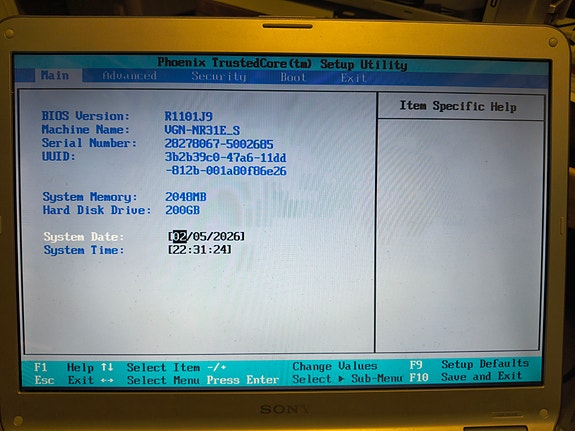 Phoenix TrustedCore(tm) Setup Utility
Main Advanced Security Boot Exit
Item Specific Help
BIOS Version: R1101J9
Machine Name: VGN-NR31E_S
Serial Number: 28278067-5002685
UUID: 3b2b39c0-47a6-11dd
-812b-001a80f86e26
System Memory: 2048MB
Hard Disk Drive: 200GB
System Date: [02/05/2026]
System Time: [22:31:24]
F1 Help ↑↓ Select Item -/+ Change Values F9 Setup Defaults
Esc Exit ↔ Select Menu Press Enter Select ▶ Sub-Menu F10 Save and Exit
SONY